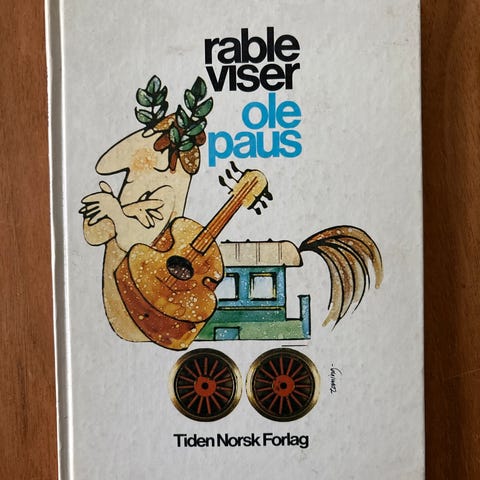 rable
viser
ole
paus
Tiden Norsk Forlag